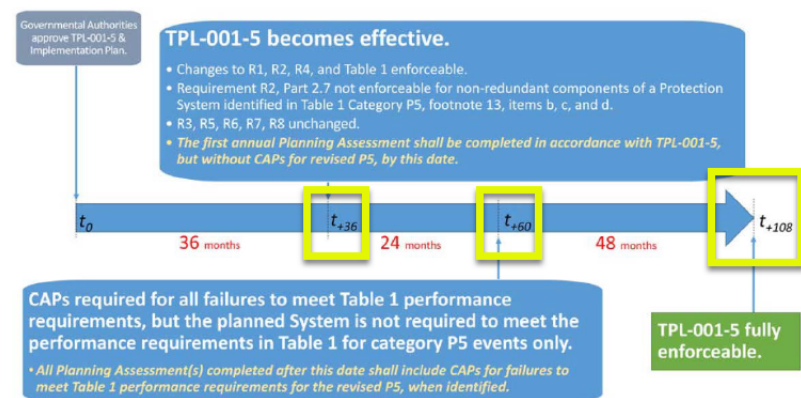 Governmental Authorities
approve TPL-001-5 &
Implementation Plan.
TPL-001-5 becomes effective.
• Changes to R1, R2, R4, and Table 1 enforceable.
• Requirement R2, Part 2.7 not enforceable for non-redundant components of a Protection
System identified in Table 1 Category P5, footnote 13, items b, c, and d.
• R3, R5, R6, R7, R8 unchanged.
• The first annual Planning Assessment shall be completed in accordance with TPL-001-5,
but without CAPs for revised P5, by this date.
t0
t+36
t+60
t+108
36 months
24 months
48 months
CAPs required for all failures to meet Table 1 performance
requirements, but the planned System is not required to meet the
performance requirements in Table 1 for category P5 events only.
• All Planning Assessment(s) completed after this date shall include CAPs for failures to
meet Table 1 performance requirements for the revised P5, when identified.
TPL-001-5 fully
enforceable.